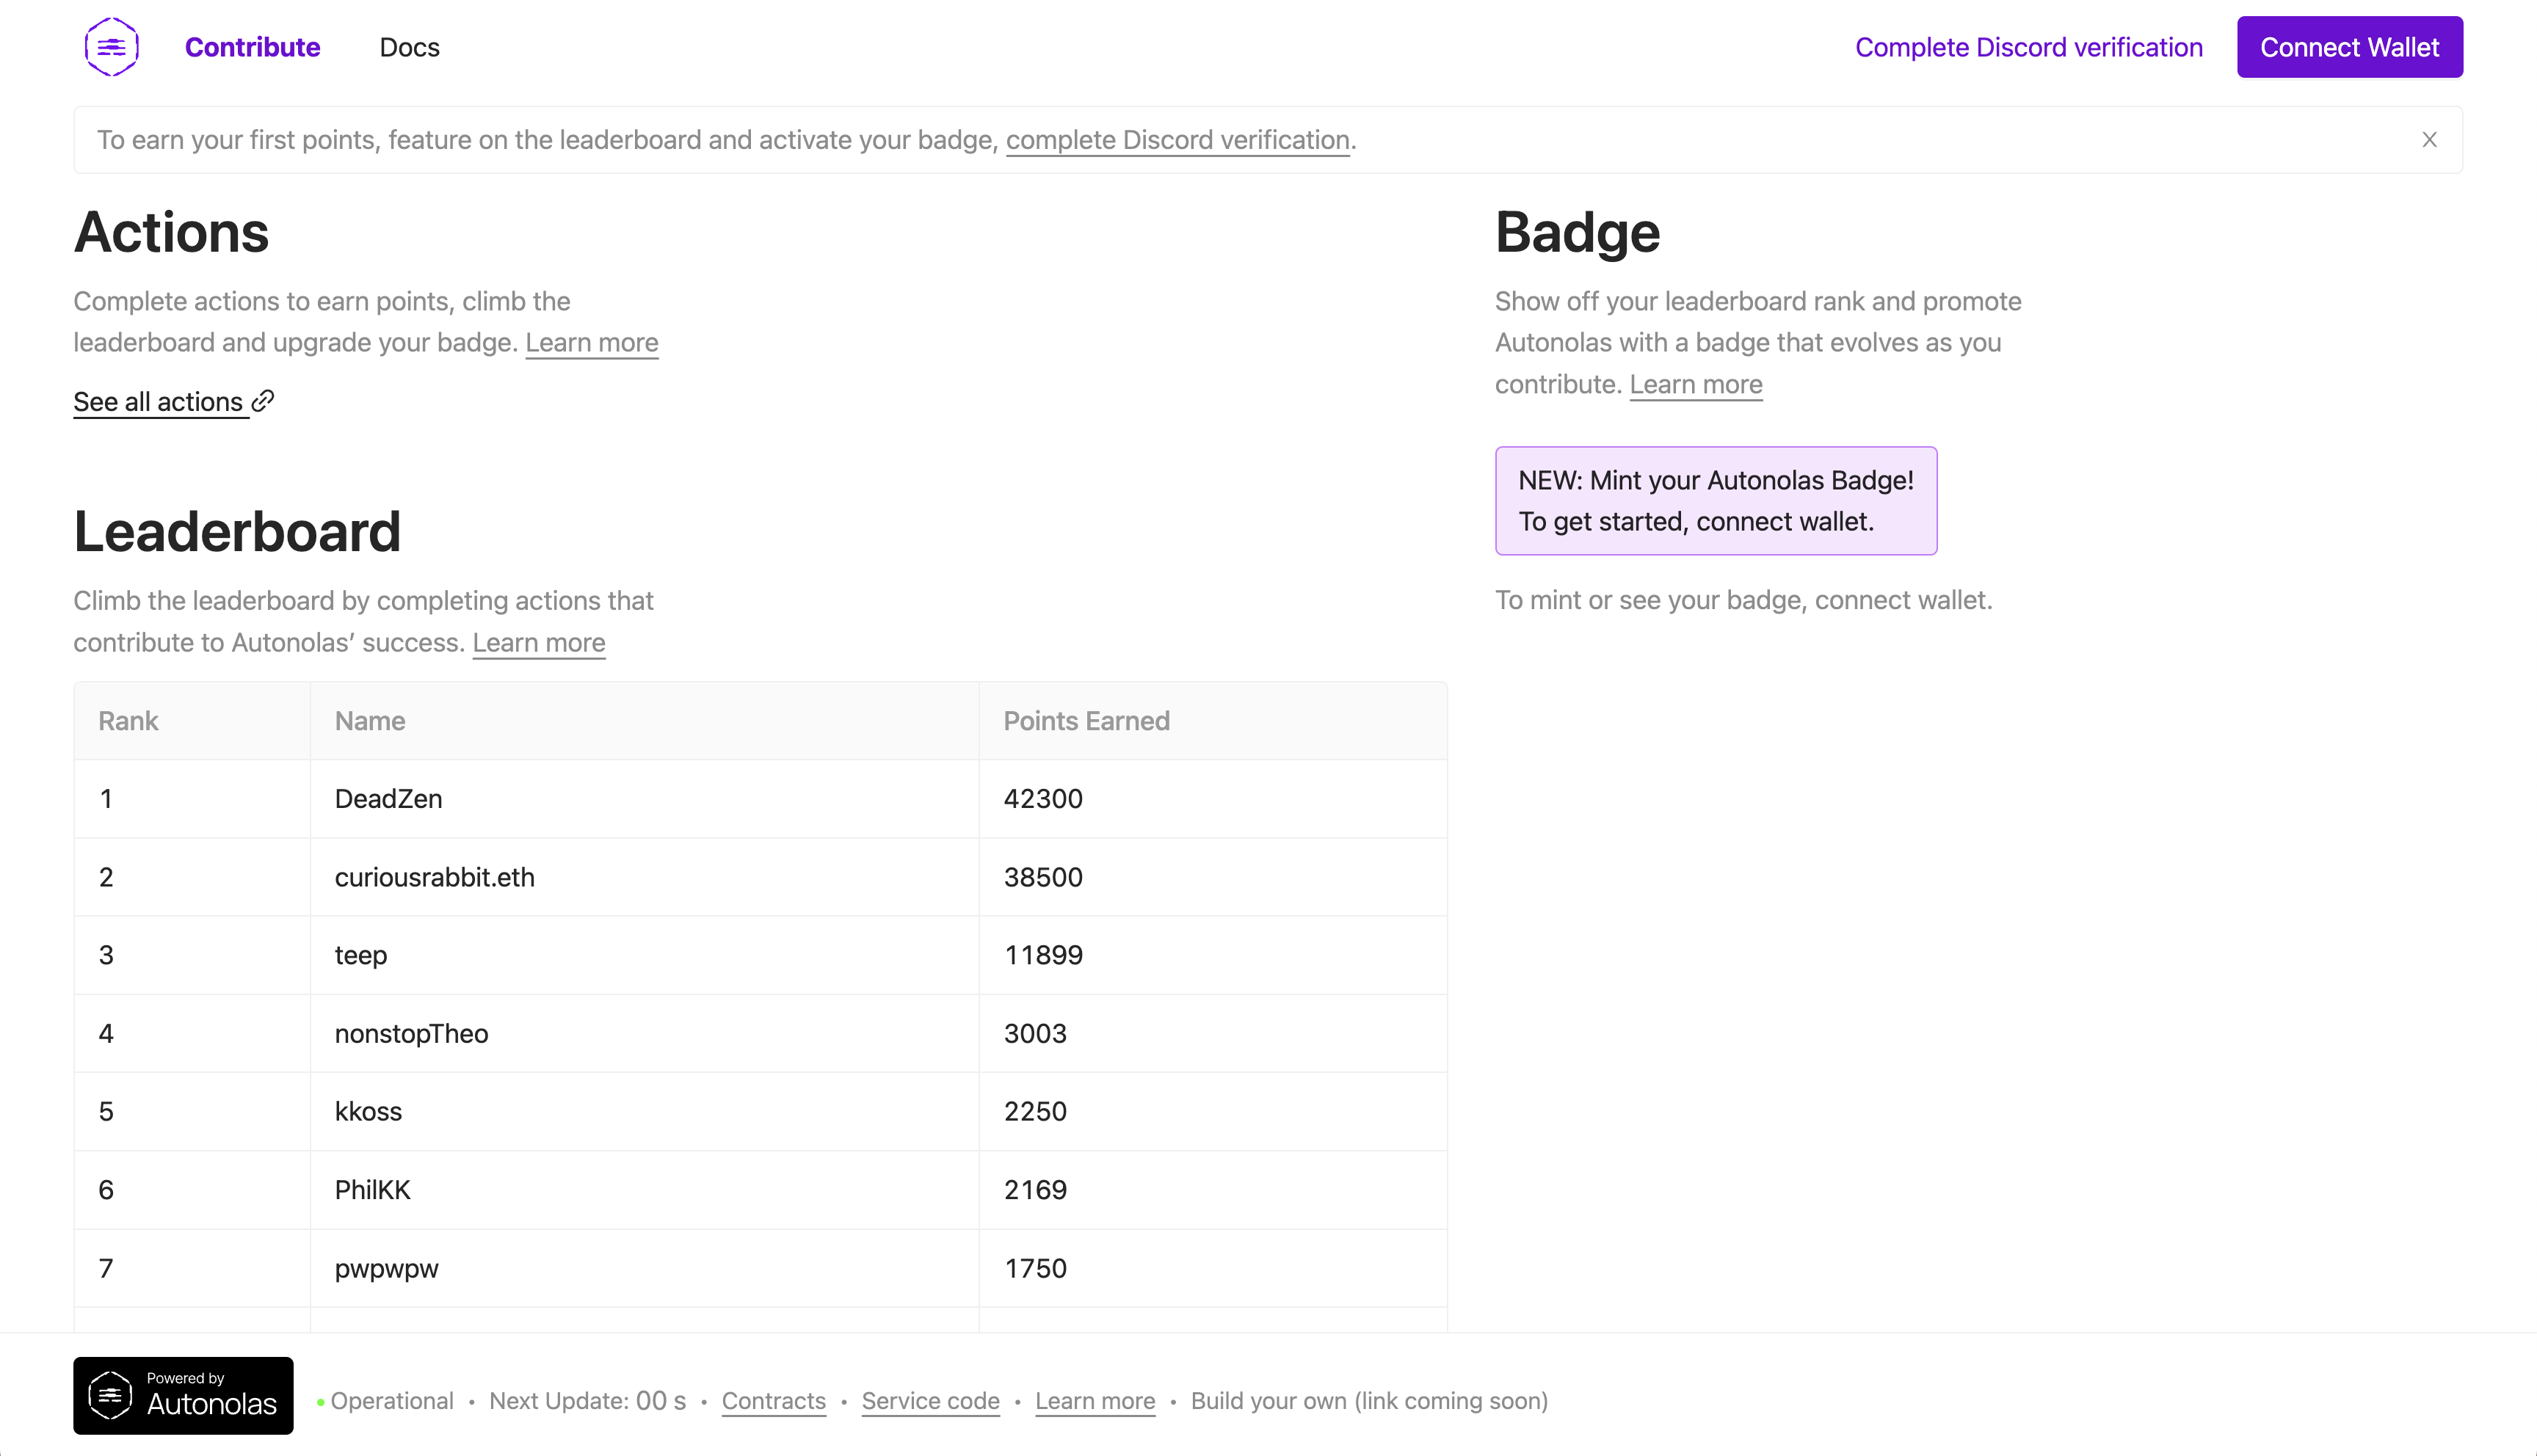 Contribute
Docs
Complete Discord verification
Connect Wallet
To earn your first points, feature on the leaderboard and activate your badge, complete Discord verification.
Actions
Complete actions to earn points, climb the
leaderboard and upgrade your badge. Learn more
See all actions
Leaderboard
Climb the leaderboard by completing actions that
contribute to Autonolas’ success. Learn more
Rank Name Points Earned
1 DeadZen 42300
2 curiousrabbit.eth 38500
3 teep 11899
4 nonstopTheo 3003
5 kkoss 2250
6 PhilKK 2169
7 pwpwpw 1750
Badge
Show off your leaderboard rank and promote
Autonolas with a badge that evolves as you
contribute. Learn more
NEW: Mint your Autonolas Badge!
To get started, connect wallet.
To mint or see your badge, connect wallet.
Powered by
Autonolas
Operational • Next Update: 00 s • Contracts • Service code • Learn more • Build your own (link coming soon)